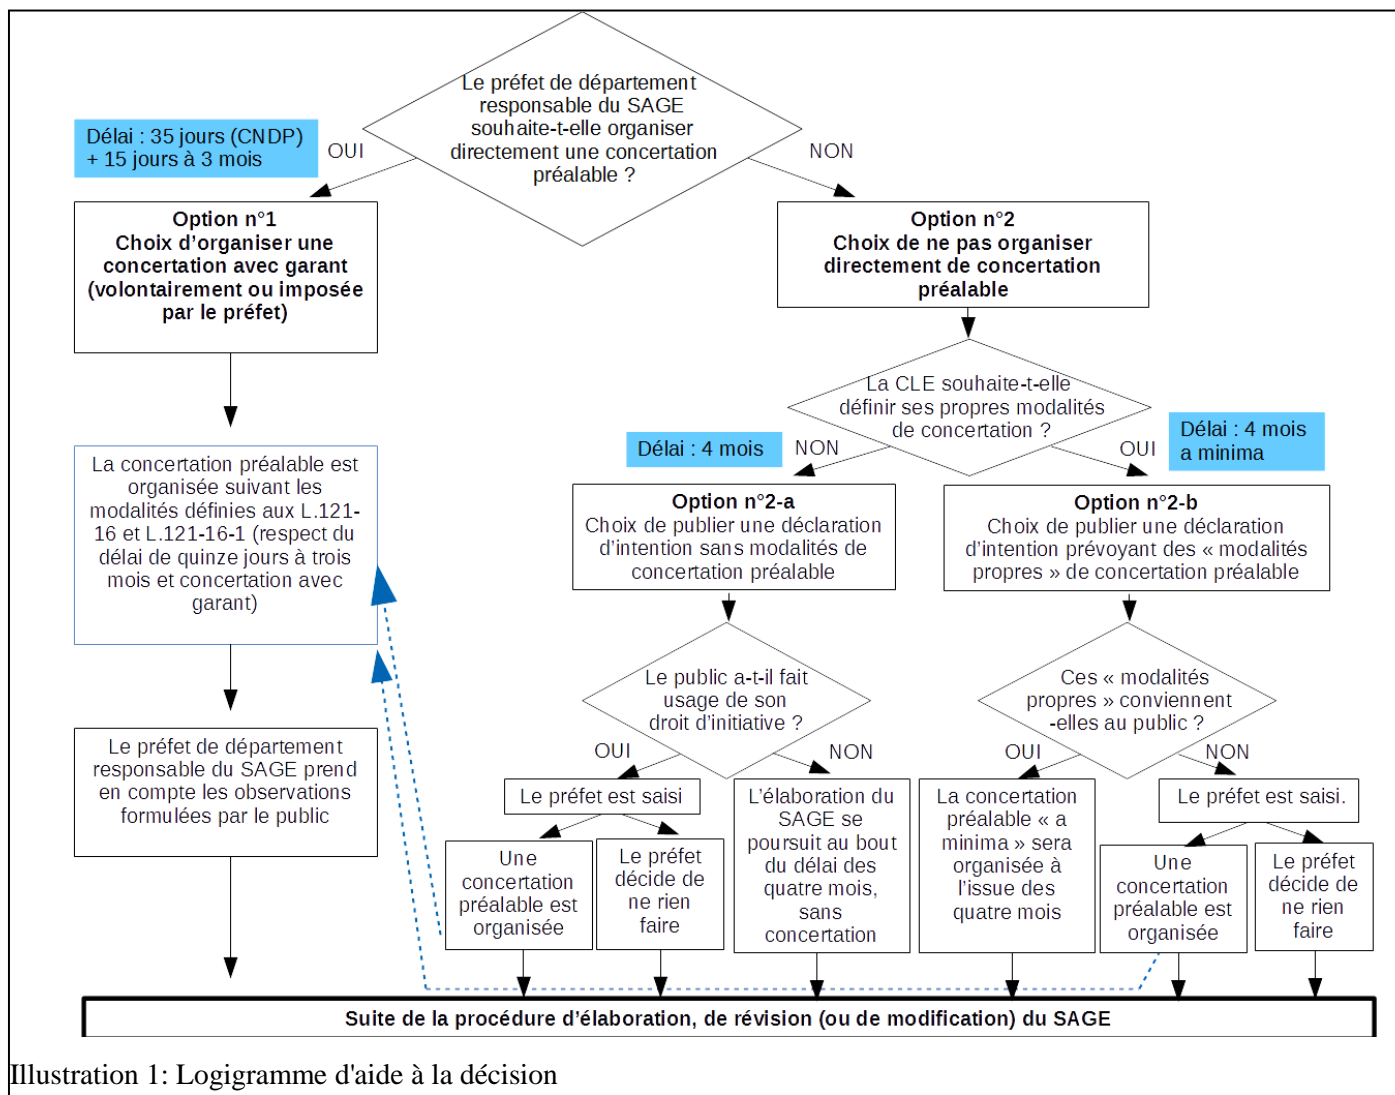 Le préfet de département
responsable du SAGE
souhaite-t-elle organiser
directement une concertation
préalable ?
Délai : 35 jours (CNDP)
+ 15 jours à 3 mois
OUI
NON
Option n°1
Choix d’organiser une
concertation avec garant
(volontairement ou imposée
par le préfet)
Option n°2
Choix de ne pas organiser
directement de concertation
préalable
La CLE souhaite-t-elle
définir ses propres modalités
de concertation ?
Délai : 4 mois
NON
OUI
Délai : 4 mois
a minima
La concertation préalable est
organisée suivant les
modalités définies aux L.121-
16 et L.121-16-1 (respect du
délai de quinze jours à trois
mois et concertation avec
garant)
Option n°2-a
Choix de publier une déclaration
d’intention sans modalités de
concertation préalable
Option n°2-b
Choix de publier une déclaration
d’intention prévoyant des « modalités
propres » de concertation préalable
Le public a-t-il fait
usage de son
droit d’initiative ?
Ces « modalités
propres » conviennent
-elles au public ?
OUI
NON
OUI
NON
Le préfet de département
responsable du SAGE prend
en compte les observations
formulées par le public
Le préfet est saisi
L’élaboration du
SAGE se
poursuit au bout
du délai des
quatre mois,
sans
concertation
La concertation
préalable « a
minima » sera
organisée à
l’issue des
quatre mois
Le préfet est saisi.
Une
concertation
préalable est
organisée
Le préfet
décide de
ne rien
faire
Une
concertation
préalable est
organisée
Le préfet
décide de
ne rien
faire
Suite de la procédure d’élaboration, de révision (ou de modification) du SAGE
Illustration 1: Logigramme d'aide à la décision